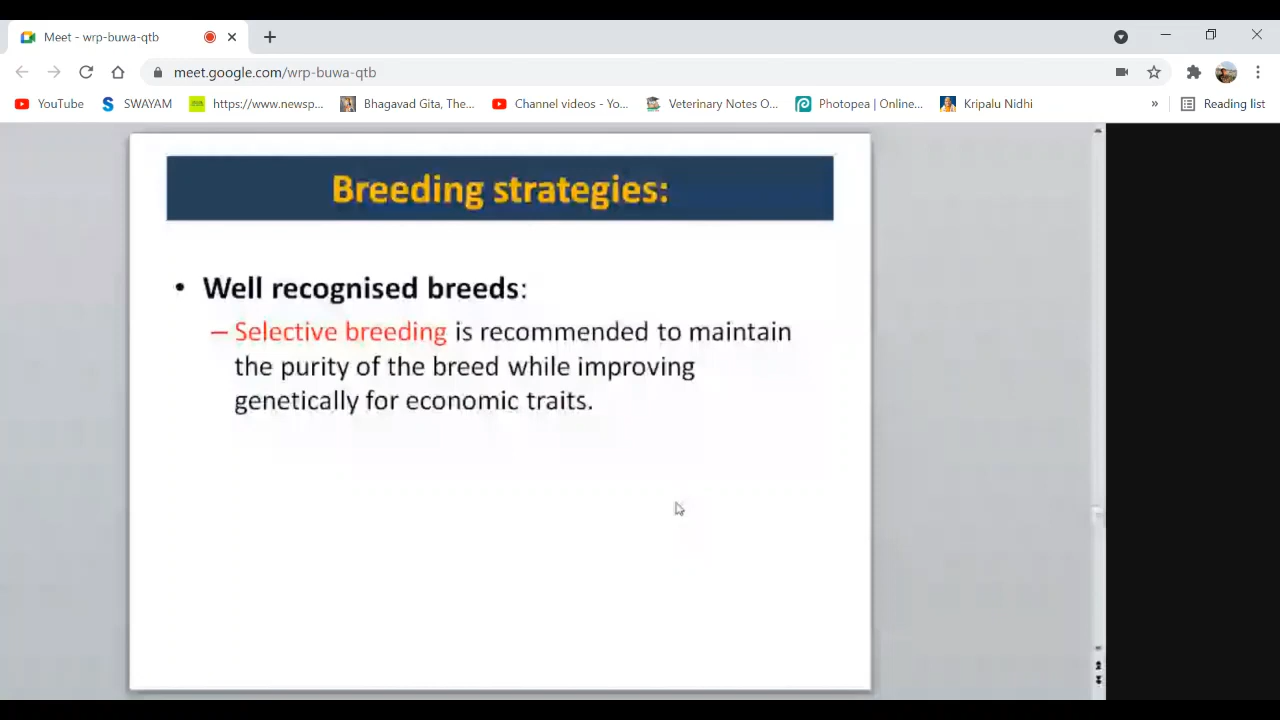 Meet - wrp-buwa-qtb
meet.google.com/wrp-buwa-qtb
YouTube
SWAYAM
https://www.newsp...
Bhagavad Gita, The...
Channel videos - Yo...
Veterinary Notes O...
Photopea | Online...
Kripalu Nidhi
»
Reading list
Breeding strategies:
• Well recognised breeds:
– Selective breeding is recommended to maintain
the purity of the breed while improving
genetically for economic traits.